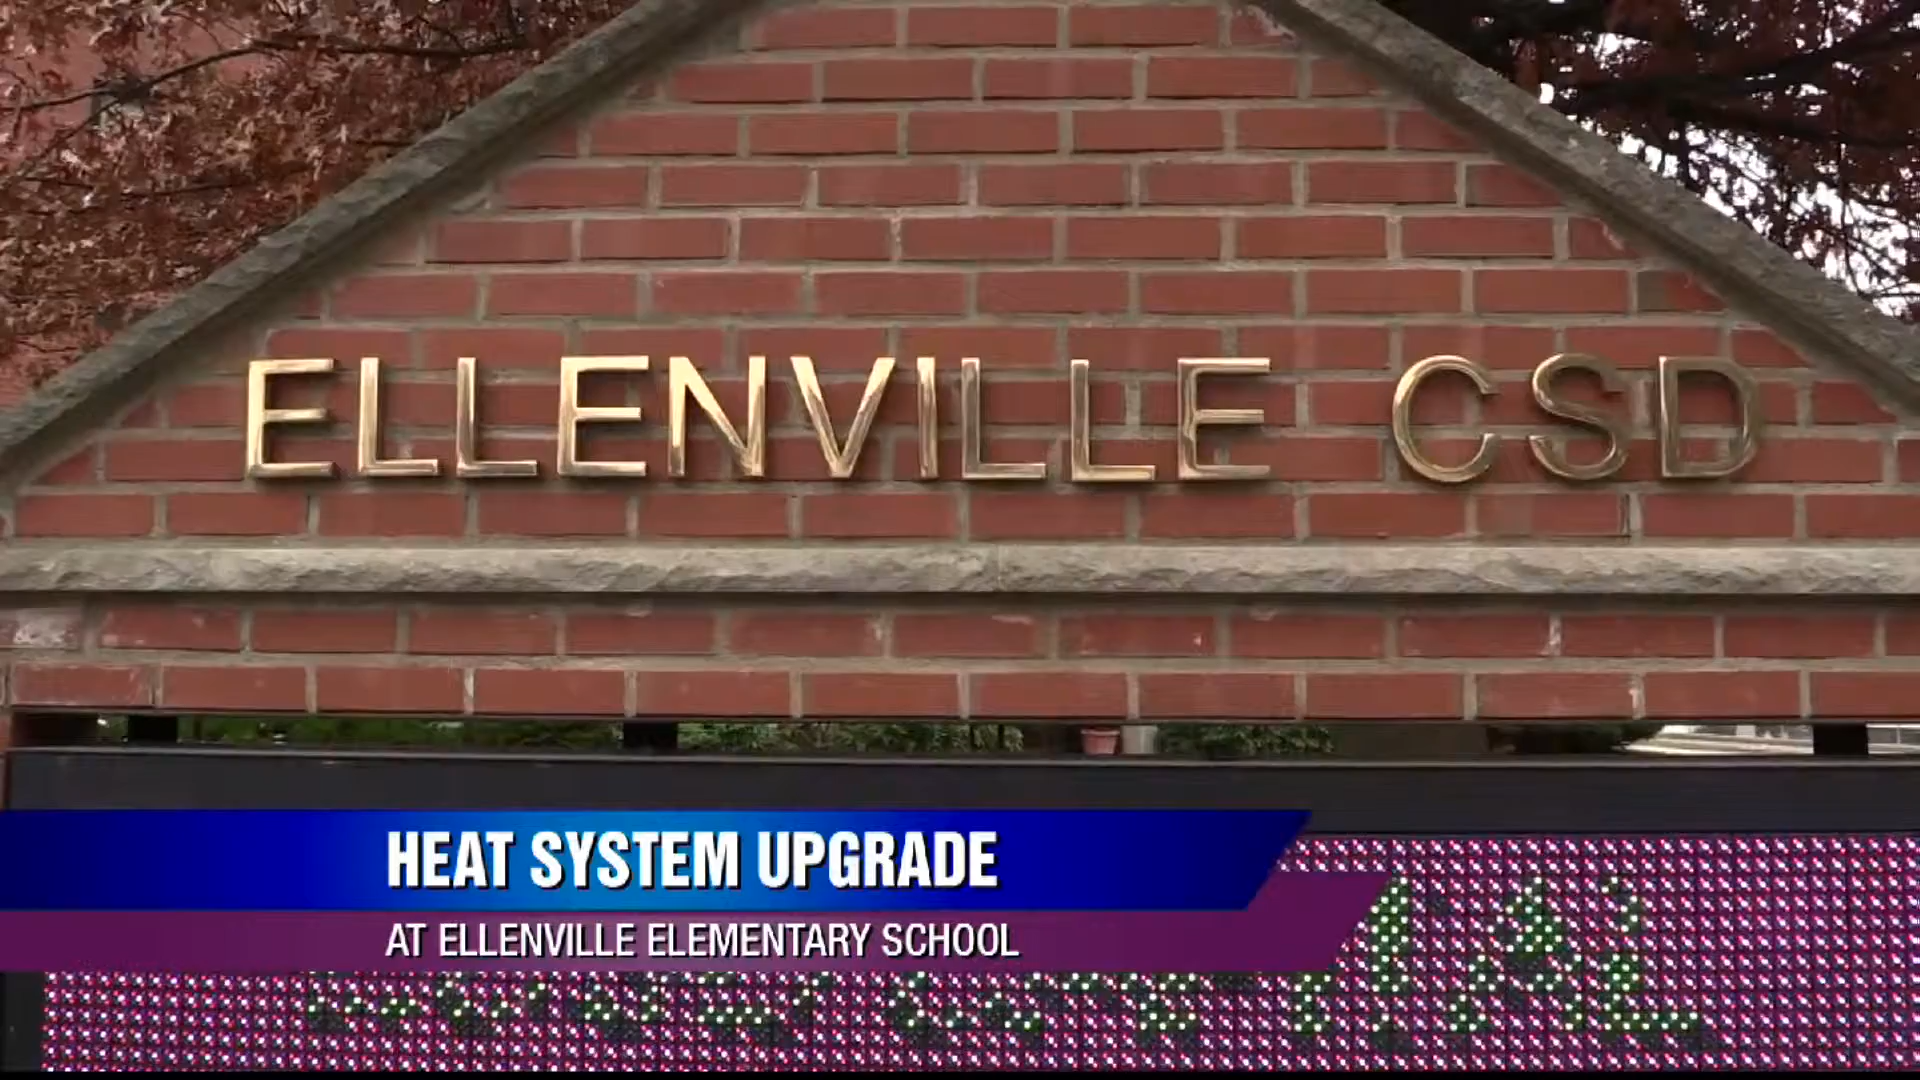 ELLENVILLE CSD
HEAT SYSTEM UPGRADE
AT ELLENVILLE ELEMENTARY SCHOOL